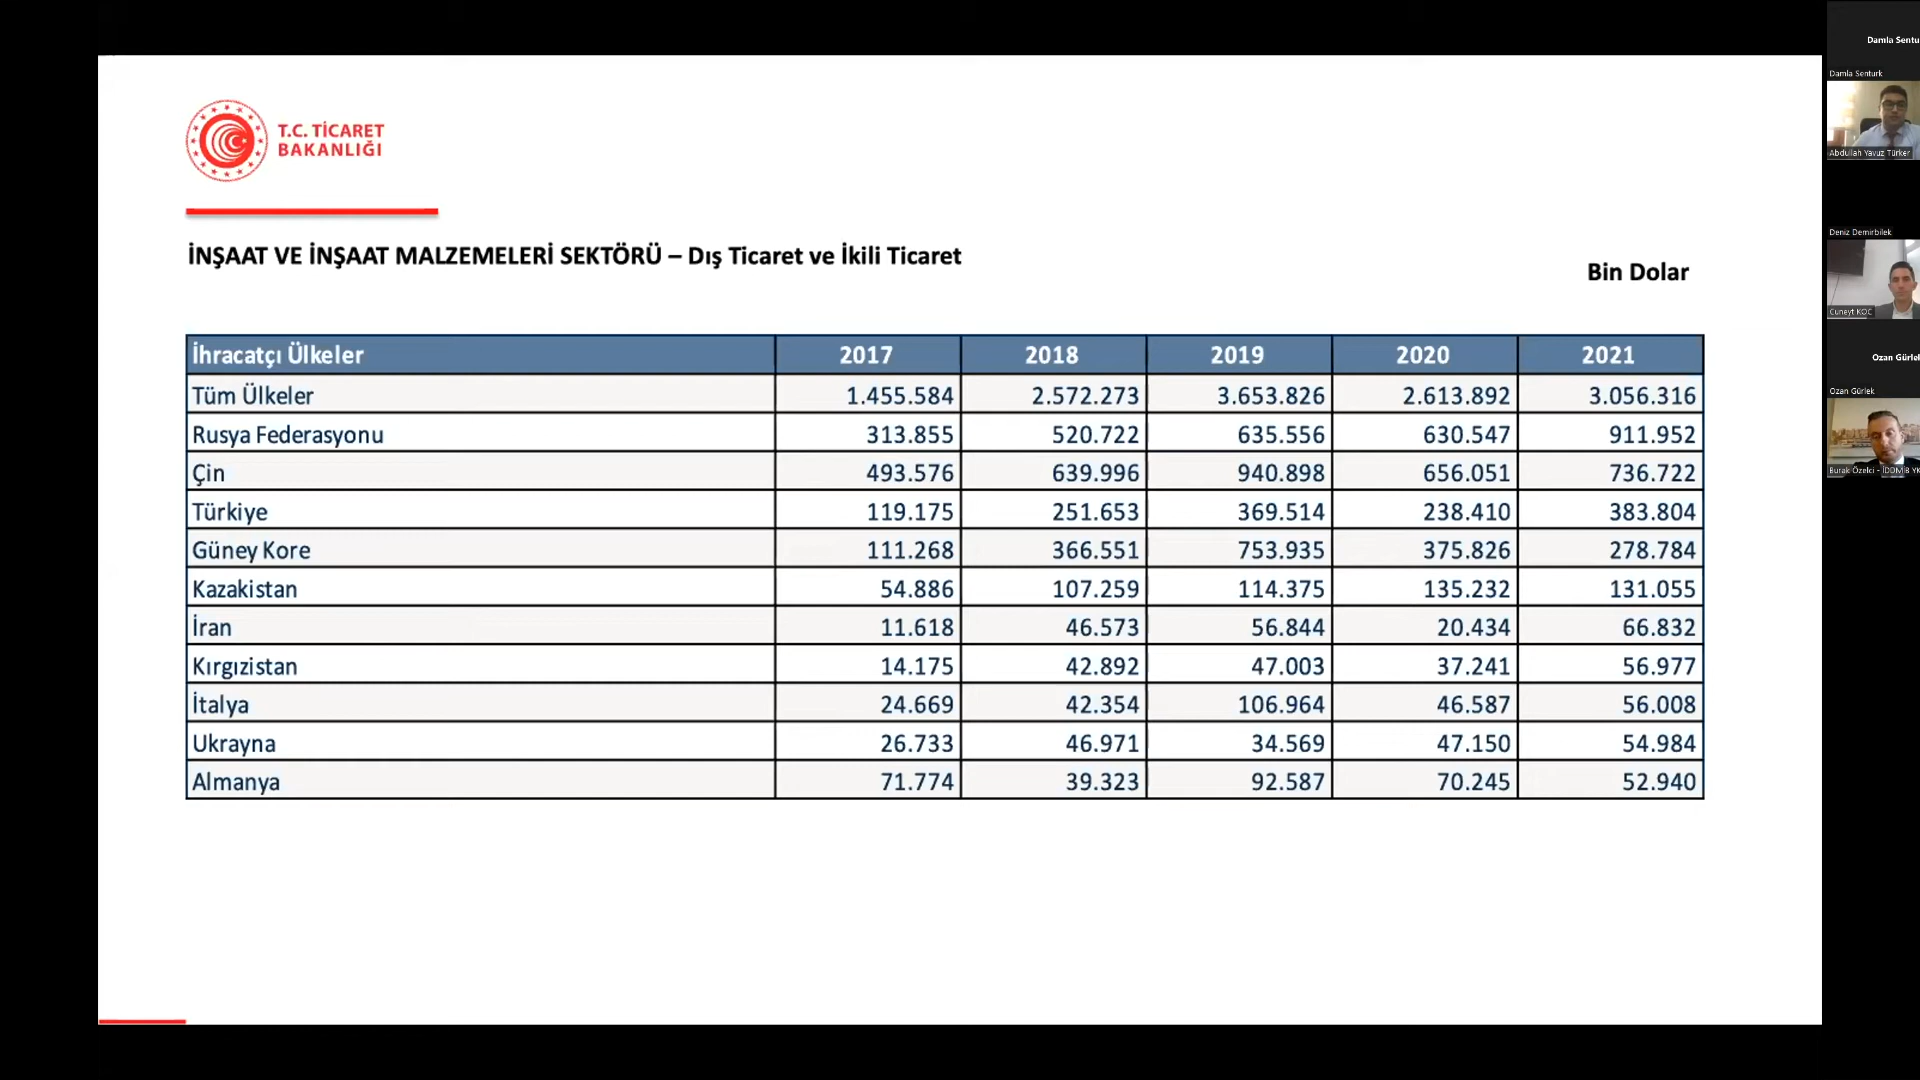 T.C. TİCARET
BAKANLIĞI
İNŞAAT VE İNŞAAT MALZEMELERİ SEKTÖRÜ – Dış Ticaret ve İkili Ticaret
Bin Dolar
İhracatçı Ülkeler 2017 2018 2019 2020 2021
Tüm Ülkeler 1.455.584 2.572.273 3.653.826 2.613.892 3.056.316
Rusya Federasyonu 313.855 520.722 635.556 630.547 911.952
Çin 493.576 639.996 940.898 656.051 736.722
Türkiye 119.175 251.653 369.514 238.410 383.804
Güney Kore 111.268 366.551 753.935 375.826 278.784
Kazakistan 54.886 107.259 114.375 135.232 131.055
İran 11.618 46.573 56.844 20.434 66.832
Kırgızistan 14.175 42.892 47.003 37.241 56.977
İtalya 24.669 42.354 106.964 46.587 56.008
Ukrayna 26.733 46.971 34.569 47.150 54.984
Almanya 71.774 39.323 92.587 70.245 52.940
Damla Sentu
Damla Senturk
Abdullah Yavuz Türker
Deniz Demirbilek
Cuneyt KOC
Ozan Gürlek
Ozan Gürlek
Burak Özelci - İDDMİB YK